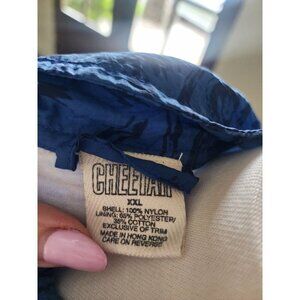 CHEETAH
XXL
SHELL: 100% NYLON
LINING: 65% POLYESTER/
35% COTTON
EXCLUSIVE OF TRIM
MADE IN HONG KONG
CARE ON REVERSE